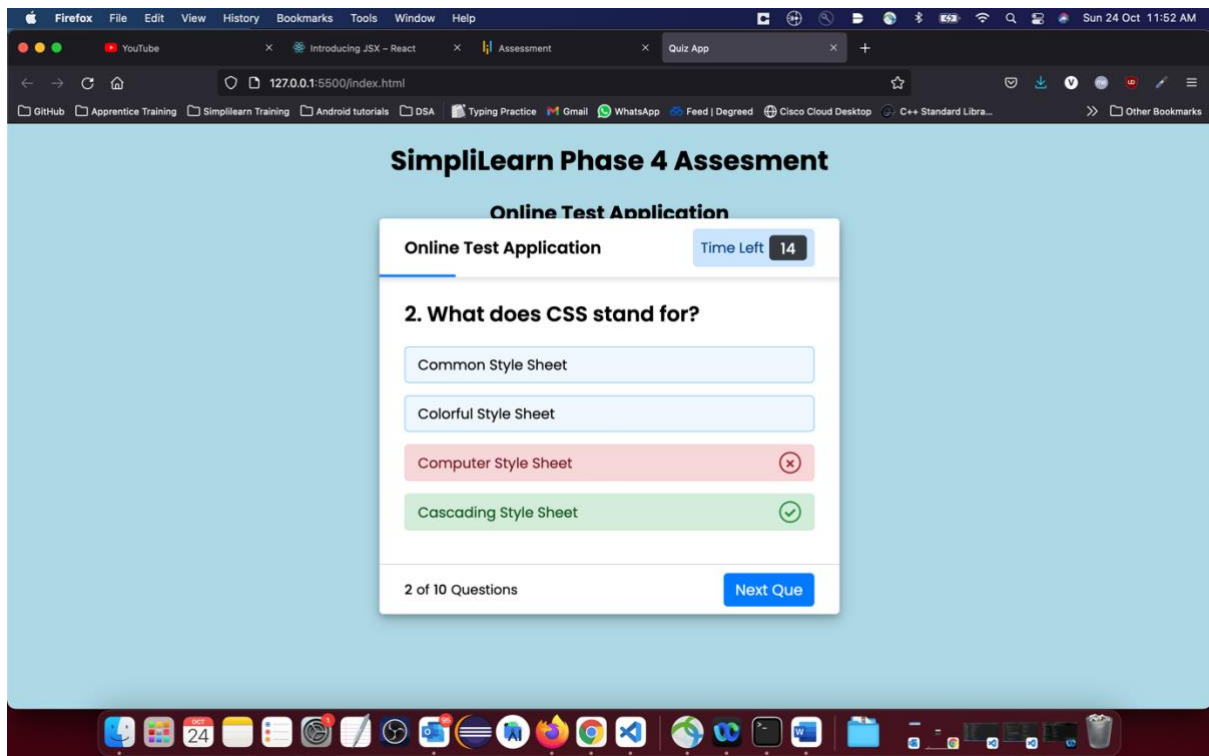 Firefox File Edit View History Bookmarks Tools Window Help Sun 24 Oct 11:52 AM
YouTube Introducing JSX – React Assessment Quiz App
127.0.0.1:5500/index.html
GitHub Apprentice Training Simplilearn Training Android tutorials DSA Typing Practice Gmail WhatsApp Feed | Degreed Cisco Cloud Desktop C++ Standard Libra... Other Bookmarks
SimpliLearn Phase 4 Assesment
Online Test Application
Online Test Application Time Left 14
2. What does CSS stand for?
Common Style Sheet
Colorful Style Sheet
Computer Style Sheet
Cascading Style Sheet
2 of 10 Questions Next Que
OCT
24